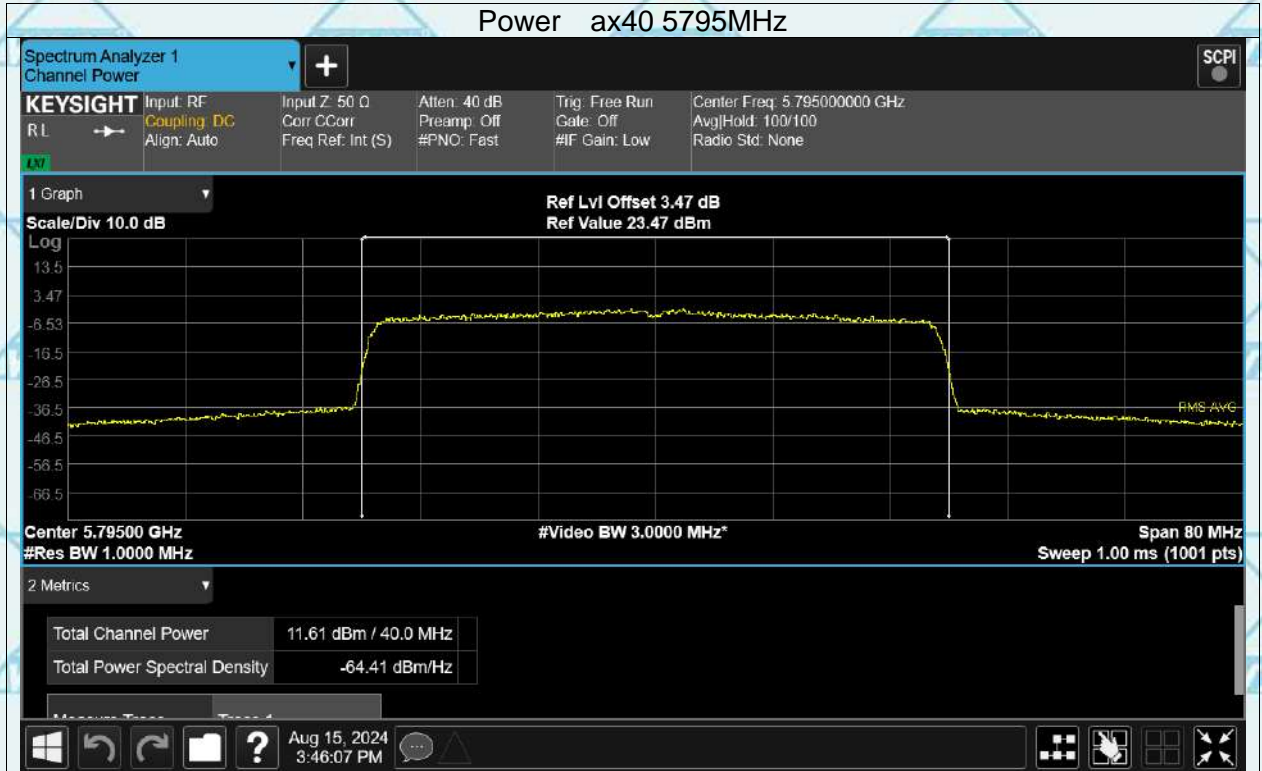 Power ax40 5795MHz
Spectrum Analyzer 1
Channel Power
SCPI
KEYSIGHT
R L
LXI
Input: RF
Coupling: DC
Align: Auto
Input Z: 50 Ω
Corr CCorr
Freq Ref: Int (S)
Atten: 40 dB
Preamp: Off
#PNO: Fast
Trig: Free Run
Gate: Off
#IF Gain: Low
Center Freq: 5.795000000 GHz
Avg|Hold: 100/100
Radio Std: None
1 Graph
Scale/Div 10.0 dB
Ref Lvl Offset 3.47 dB
Ref Value 23.47 dBm
Log
13.5
3.47
-6.53
-16.5
-26.5
-36.5
RMS AVG
-46.5
-56.5
-66.5
Center 5.79500 GHz
#Res BW 1.0000 MHz
#Video BW 3.0000 MHz*
Span 80 MHz
Sweep 1.00 ms (1001 pts)
2 Metrics
Total Channel Power 11.61 dBm / 40.0 MHz
Total Power Spectral Density -64.41 dBm/Hz
Aug 15, 2024
3:46:07 PM